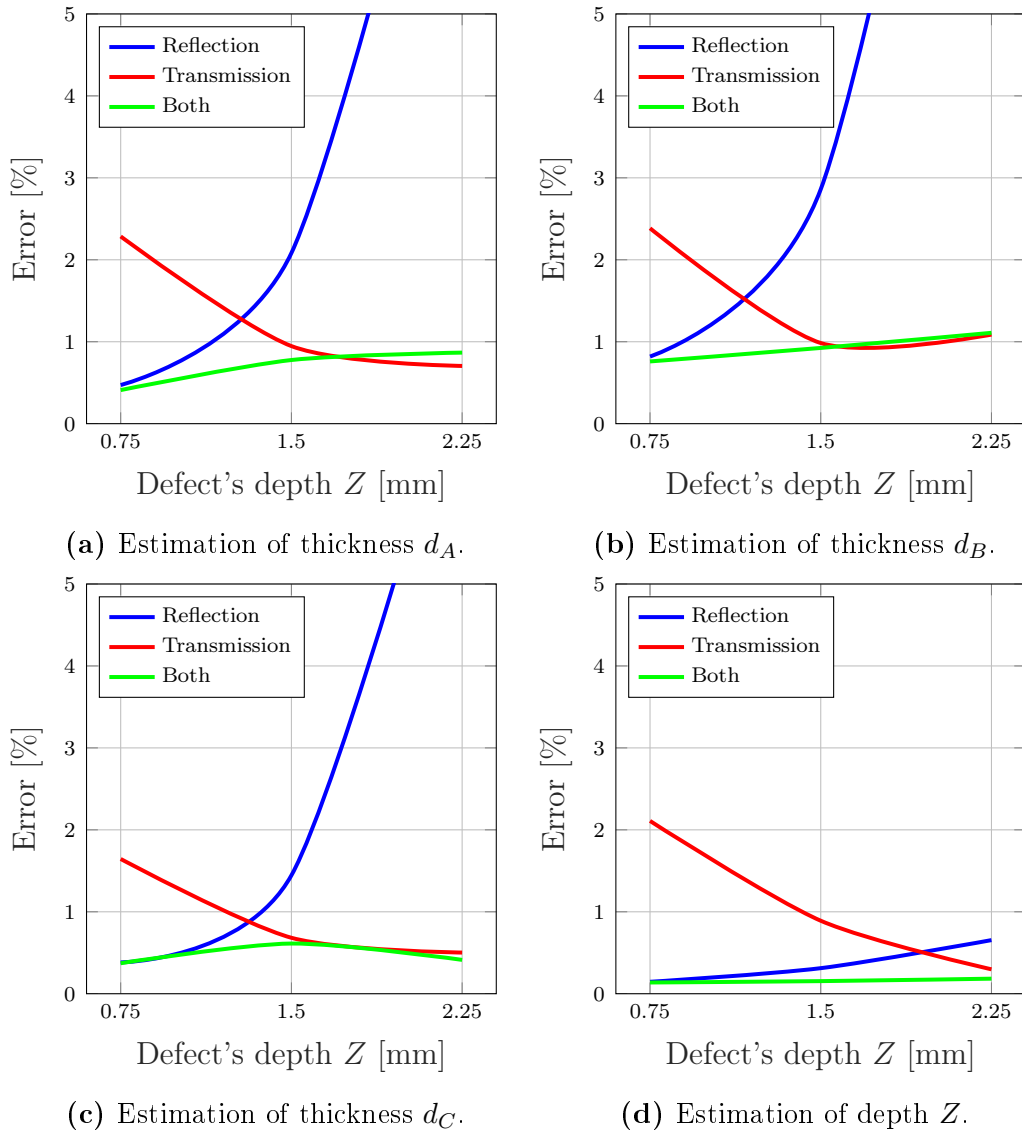 5
4
3
2
1
0
0.75
1.5
2.25
Error [%]
Defect's depth Z [mm]
Reflection
Transmission
Both
(a) Estimation of thickness d_A.
5
4
3
2
1
0
0.75
1.5
2.25
Error [%]
Defect's depth Z [mm]
Reflection
Transmission
Both
(b) Estimation of thickness d_B.
5
4
3
2
1
0
0.75
1.5
2.25
Error [%]
Defect's depth Z [mm]
Reflection
Transmission
Both
(c) Estimation of thickness d_C.
5
4
3
2
1
0
0.75
1.5
2.25
Error [%]
Defect's depth Z [mm]
Reflection
Transmission
Both
(d) Estimation of depth Z.